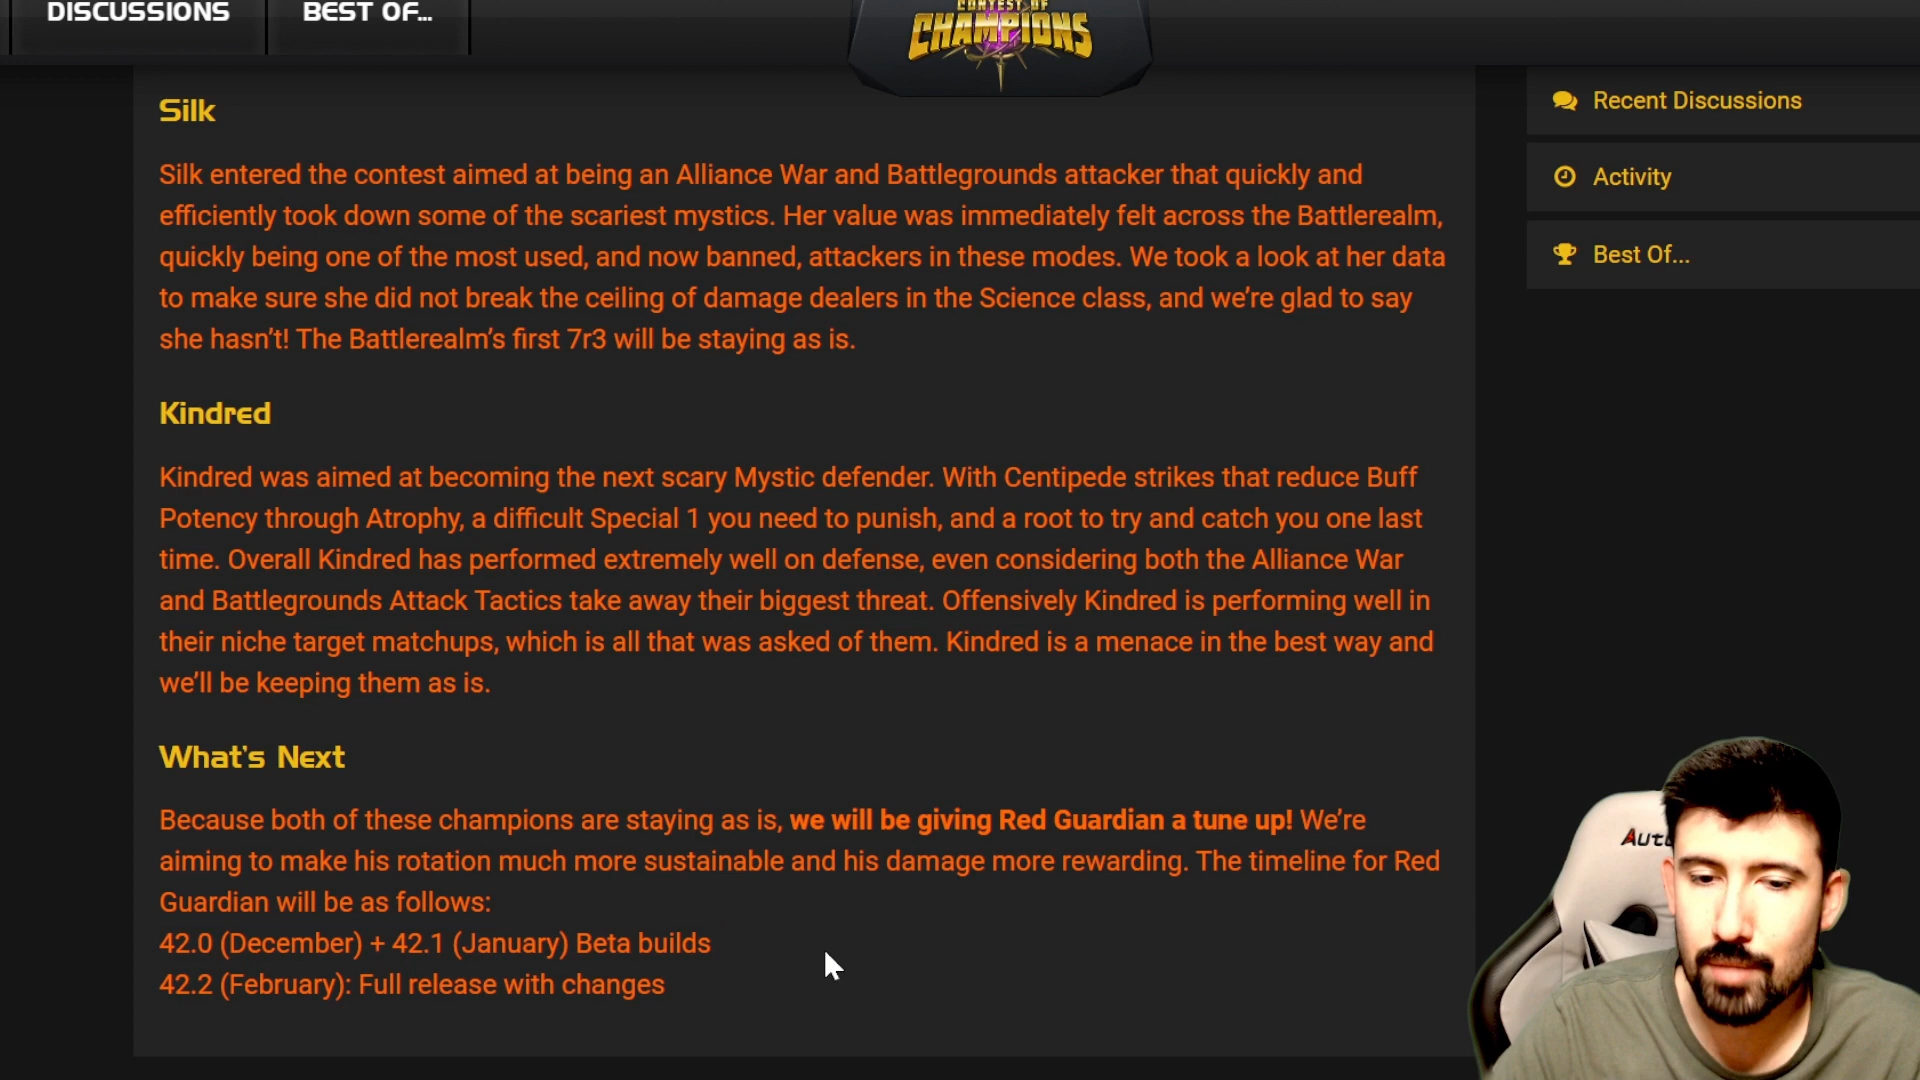 DISCUSSIONS
BEST OF...
CONTEST OF
CHAMPIONS
Silk
Silk entered the contest aimed at being an Alliance War and Battlegrounds attacker that quickly and
efficiently took down some of the scariest mystics. Her value was immediately felt across the Battlerealm,
quickly being one of the most used, and now banned, attackers in these modes. We took a look at her data
to make sure she did not break the ceiling of damage dealers in the Science class, and we're glad to say
she hasn't! The Battlerealm's first 7r3 will be staying as is.
Kindred
Kindred was aimed at becoming the next scary Mystic defender. With Centipede strikes that reduce Buff
Potency through Atrophy, a difficult Special 1 you need to punish, and a root to try and catch you one last
time. Overall Kindred has performed extremely well on defense, even considering both the Alliance War
and Battlegrounds Attack Tactics take away their biggest threat. Offensively Kindred is performing well in
their niche target matchups, which is all that was asked of them. Kindred is a menace in the best way and
we'll be keeping them as is.
What's Next
Because both of these champions are staying as is, we will be giving Red Guardian a tune up! We're
aiming to make his rotation much more sustainable and his damage more rewarding. The timeline for Red
Guardian will be as follows:
42.0 (December) + 42.1 (January) Beta builds
42.2 (February): Full release with changes
Recent Discussions
Activity
Best Of...